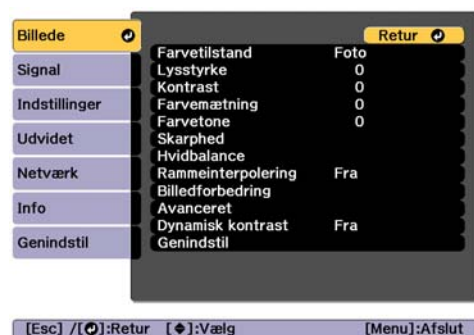 Billede
Signal
Indstillinger
Udvidet
Netværk
Info
Genindstil
Retur
Farvetilstand Foto
Lysstyrke 0
Kontrast 0
Farvemætning 0
Farvetone 0
Skarphed
Hvidbalance
Rammeinterpolering Fra
Billedforbedring
Avanceret
Dynamisk kontrast Fra
Genindstil
[Esc] /[ ]:Retur [ ]:Vælg [Menu]:Afslut